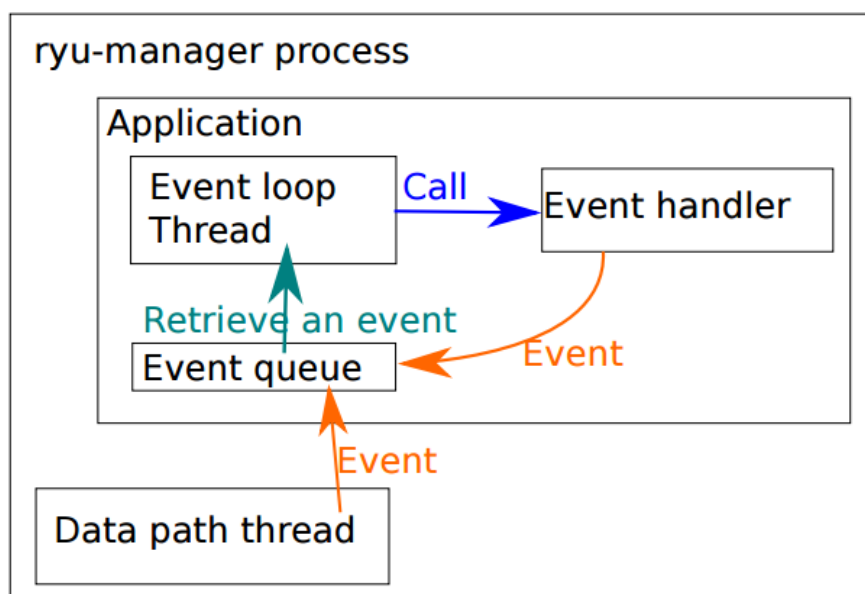 ryu-manager process
Application
Event loop
Thread
Call
Event handler
Retrieve an event
Event
Event queue
Event
Data path thread